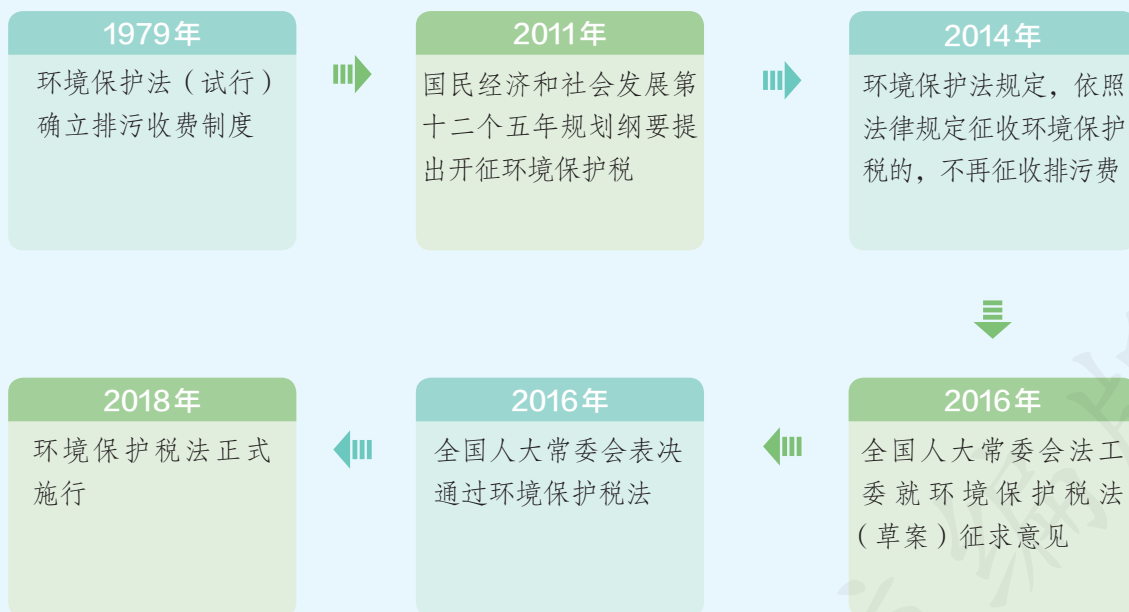 1979年
环境保护法（试行）
确立排污收费制度
2011年
国民经济和社会发展第
十二个五年规划纲要提
出开征环境保护税
2014年
环境保护法规定，依照
法律规定征收环境保护
税的，不再征收排污费
2016年
全国人大常委会法工
委就环境保护税法
（草案）征求意见
2016年
全国人大常委会表决
通过环境保护税法
2018年
环境保护税法正式
施行